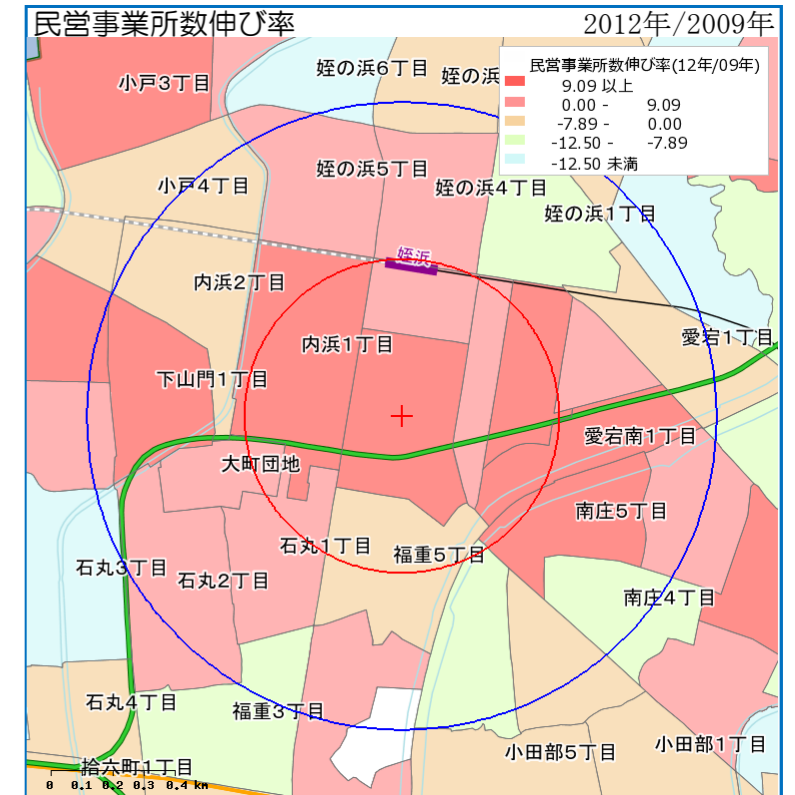 民営事業所数伸び率 2012年/2009年
民営事業所数伸び率(12年/09年)
9.09 以上
0.00 - 9.09
-7.89 - 0.00
-12.50 - -7.89
-12.50 未満
小戸3丁目
姪の浜6丁目
姪の浜
姪の浜5丁目
小戸4丁目
姪の浜4丁目
姪の浜1丁目
姪浜
内浜2丁目
内浜1丁目
愛宕1丁目
下山門1丁目
愛宕南1丁目
大町団地
南庄5丁目
石丸1丁目
福重5丁目
石丸3丁目
石丸2丁目
南庄4丁目
石丸4丁目
福重3丁目
小田部5丁目
小田部1丁目
拾六町1丁目
0 0.1 0.2 0.3 0.4 km